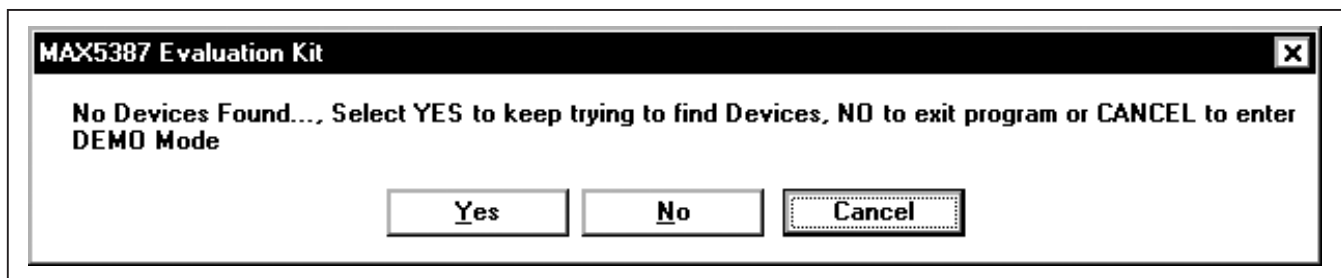 MAX5387 Evaluation Kit
No Devices Found..., Select YES to keep trying to find Devices, NO to exit program or CANCEL to enter
DEMO Mode
Yes
No
Cancel